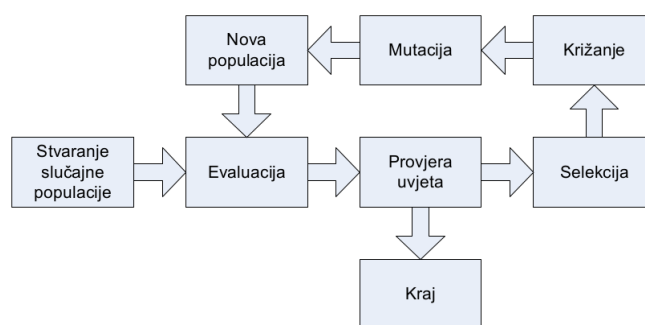 Nova
populacija
Mutacija
Križanje
Stvaranje
slučajne
populacije
Evaluacija
Provjera
uvjeta
Selekcija
Kraj